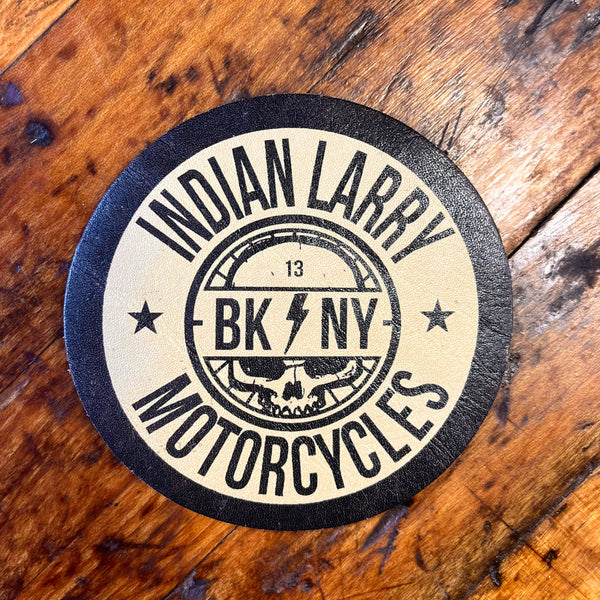 INDIAN LARRY
13
BK NY
MOTORCYCLES